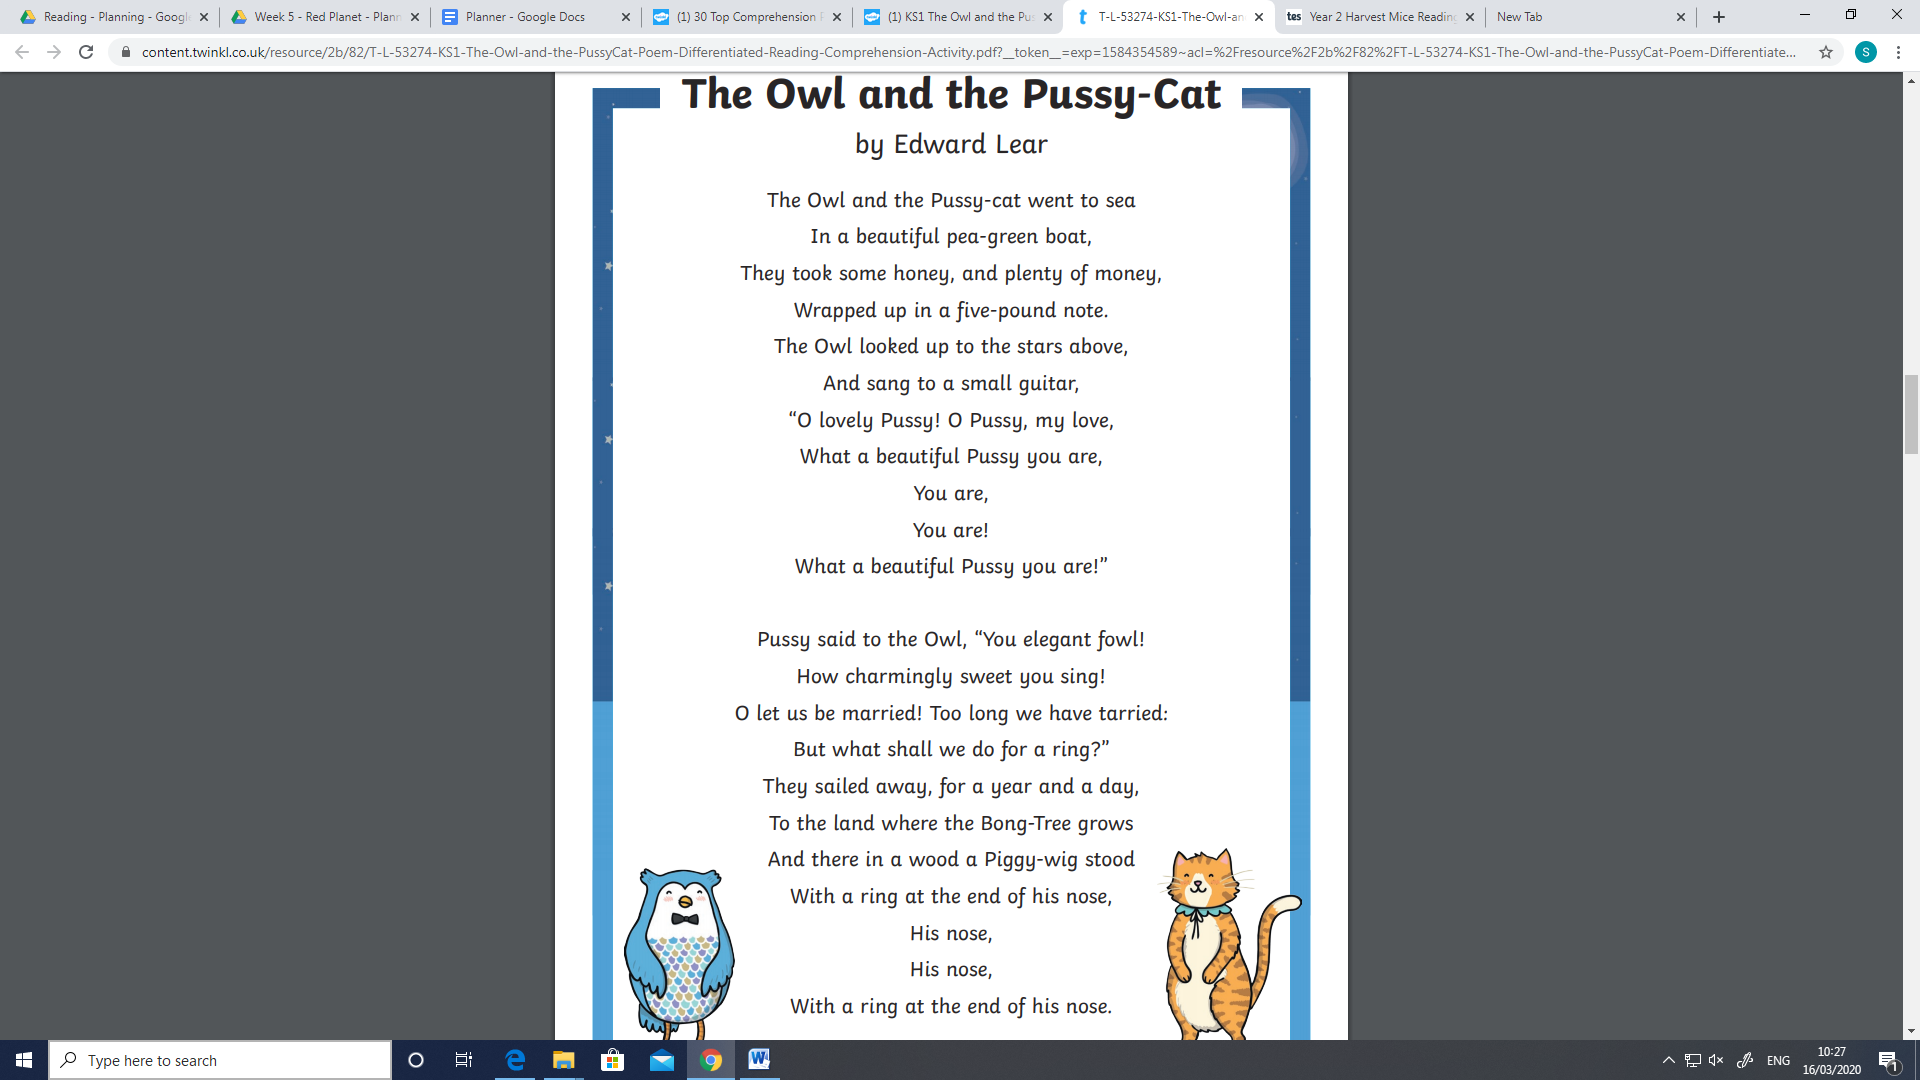 Reading - Planning - Googl
Week 5 - Red Planet - Plann
Planner - Google Docs
(1) 30 Top Comprehension
(1) KS1 The Owl and the Pus
T-L-53274-KS1-The-Owl-an
tes Year 2 Harvest Mice Reading
New Tab
content.twinkl.co.uk/resource/2b/82/T-L-53274-KS1-The-Owl-and-the-PussyCat-Poem-Differentiated-Reading-Comprehension-Activity.pdf?__token__=exp=1584354589~acl=%2Fresource%2F2b%2F82%2FT-L-53274-KS1-The-Owl-and-the-PussyCat-Poem-Differentiate...
S
The Owl and the Pussy-Cat
by Edward Lear
The Owl and the Pussy-cat went to sea
In a beautiful pea-green boat,
They took some honey, and plenty of money,
Wrapped up in a five-pound note.
The Owl looked up to the stars above,
And sang to a small guitar,
“O lovely Pussy! O Pussy, my love,
What a beautiful Pussy you are,
You are,
You are!
What a beautiful Pussy you are!”
Pussy said to the Owl, “You elegant fowl!
How charmingly sweet you sing!
O let us be married! Too long we have tarried:
But what shall we do for a ring?”
They sailed away, for a year and a day,
To the land where the Bong-Tree grows
And there in a wood a Piggy-wig stood
With a ring at the end of his nose,
His nose,
His nose,
With a ring at the end of his nose.
Type here to search
ENG
10:27
16/03/2020
1